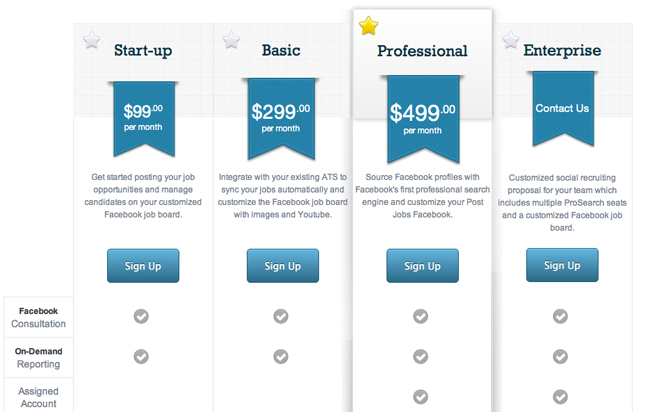 Start-up
Basic
Professional
Enterprise
$99.00
per month
$299.00
per month
$499.00
per month
Contact Us
Get started posting your job
opportunities and manage
candidates on your customized
Facebook job board.
Integrate with your existing ATS to
sync your jobs automatically and
customize the Facebook job board
with images and Youtube.
Source Facebook profiles with
Facebook's first professional search
engine and customize your Post
Jobs Facebook.
Customized social recruiting
proposal for your team which
includes multiple ProSearch seats
and a customized Facebook job
board.
Sign Up
Sign Up
Sign Up
Sign Up
Facebook
Consultation
On-Demand
Reporting
Assigned
Account